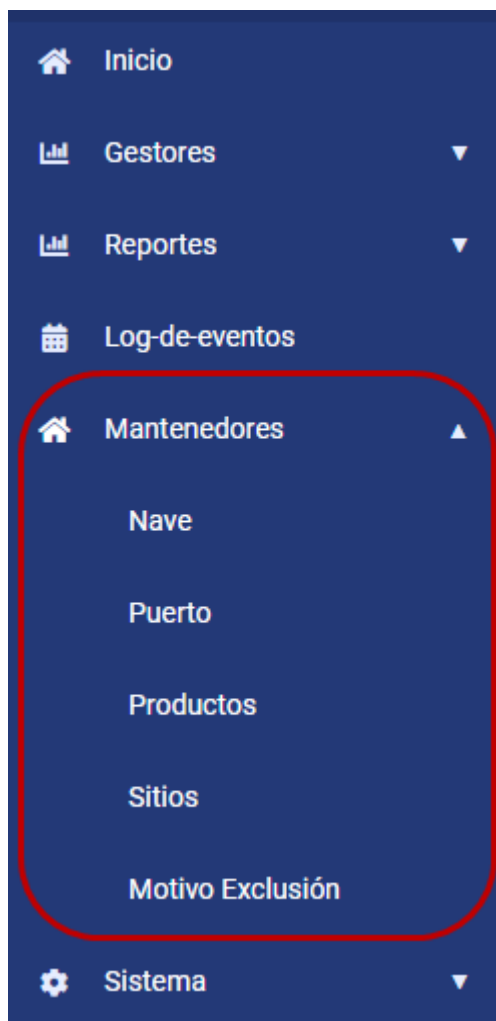 Inicio
Gestores ▼
Reportes ▼
Log-de-eventos
Mantenedores ▲
Nave
Puerto
Productos
Sitios
Motivo Exclusión
Sistema ▼